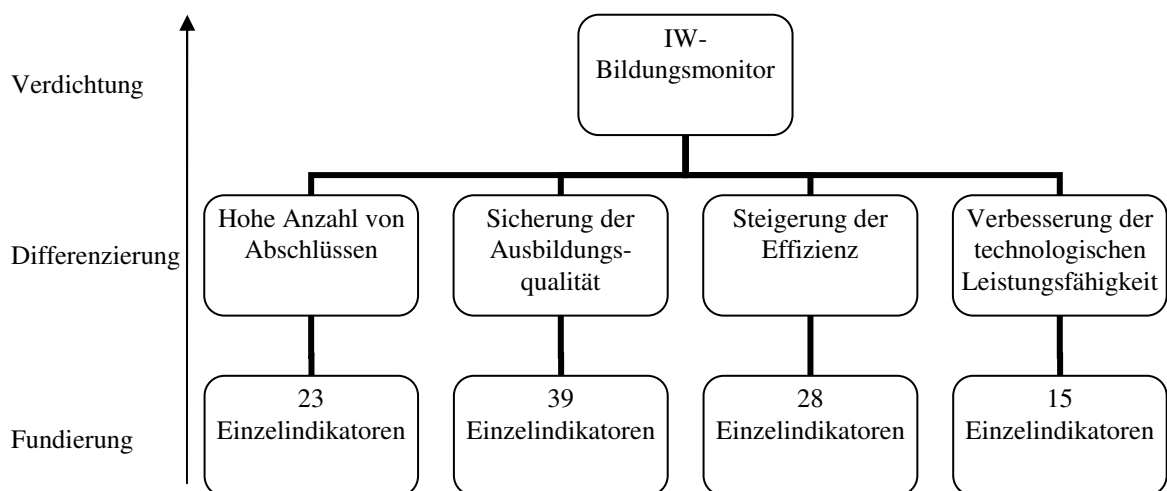 Verdichtung
IW-
Bildungsmonitor
Differenzierung
Hohe Anzahl von
Abschlüssen
Sicherung der
Ausbildungs-
qualität
Steigerung der
Effizienz
Verbesserung der
technologischen
Leistungsfähigkeit
Fundierung
23
Einzelindikatoren
39
Einzelindikatoren
28
Einzelindikatoren
15
Einzelindikatoren